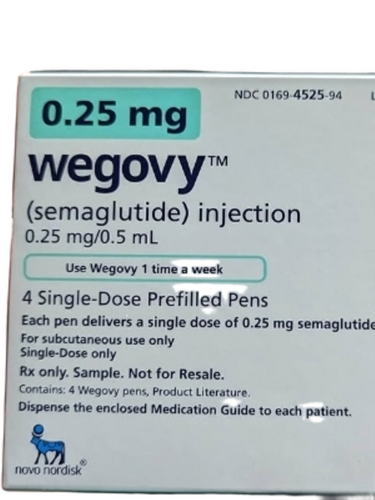 0.25 mg
NDC 0169-4525-94
wegovy™
(semaglutide) injection
0.25 mg/0.5 mL
Use Wegovy 1 time a week
4 Single-Dose Prefilled Pens
Each pen delivers a single dose of 0.25 mg semaglutide
For subcutaneous use only
Single-Dose only
Rx only. Sample. Not for Resale.
Contains: 4 Wegovy pens, Product Literature.
Dispense the enclosed Medication Guide to each patient.
novo nordisk®